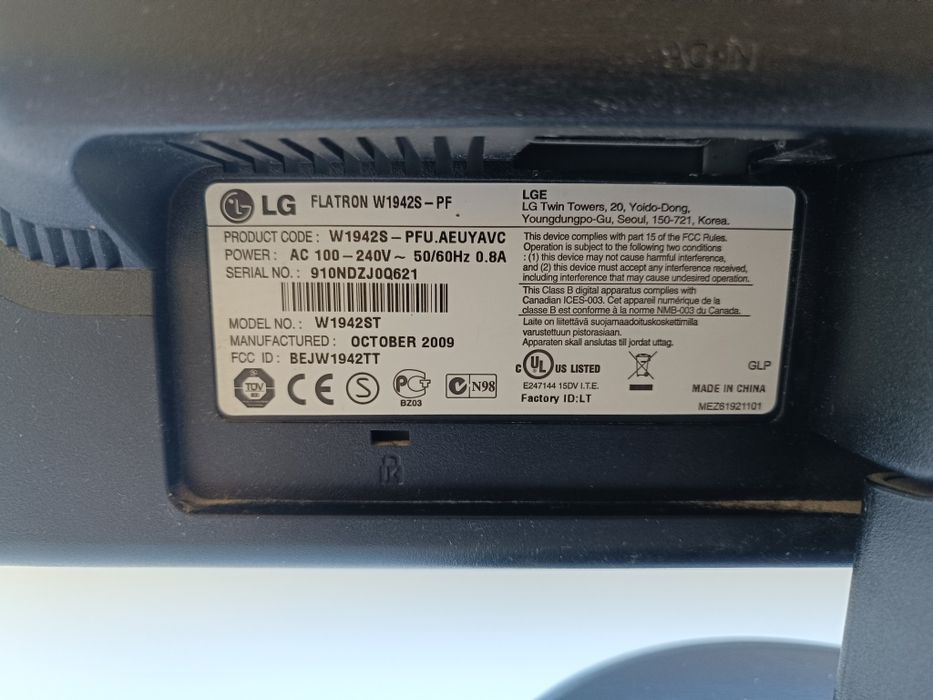 AC-IN
LG FLATRON W1942S-PF
PRODUCT CODE : W1942S-PFU.AEUYAVC
POWER : AC 100-240V~ 50/60Hz 0.8A
SERIAL NO. : 910NDZJ0Q621
MODEL NO. : W1942ST
MANUFACTURED : OCTOBER 2009
FCC ID : BEJW1942TT
TÜV
CE
S
PCT
BZ03
C N98
LGE
LG Twin Towers, 20, Yoido-Dong,
Youngdungpo-Gu, Seoul, 150-721, Korea.
This device complies with part 15 of the FCC Rules.
Operation is subject to the following two conditions
: (1) this device may not cause harmful interference,
and (2) this device must accept any interference received,
including interference that may cause undesired operation.
This Class B digital apparatus complies with
Canadian ICES-003. Cet appareil numérique de la
classe B est conforme à la norme NMB-003 du Canada.
Laite on liitettävä suojamaadoituskoskettimilla
varustettuun pistorasiaan.
Apparaten skall anslutas till jordat uttag.
c UL US LISTED
E247144 15DV I.T.E.
Factory ID:LT
GLP
MADE IN CHINA
MEZ61921101
K